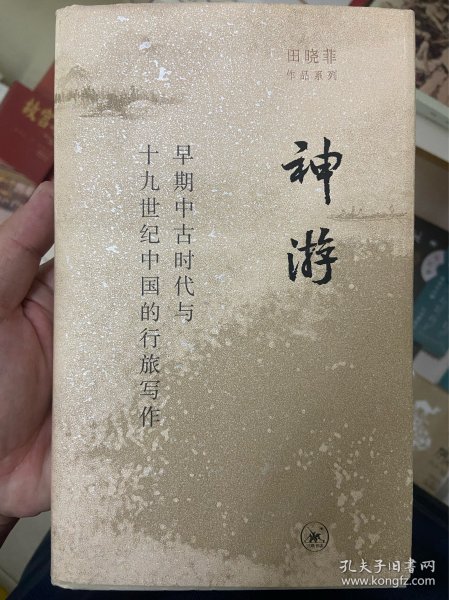 田晓菲
作品系列
神游
早期中古时代与
十九世纪中国的行旅写作
孔夫子旧书网
www.kongfz.com